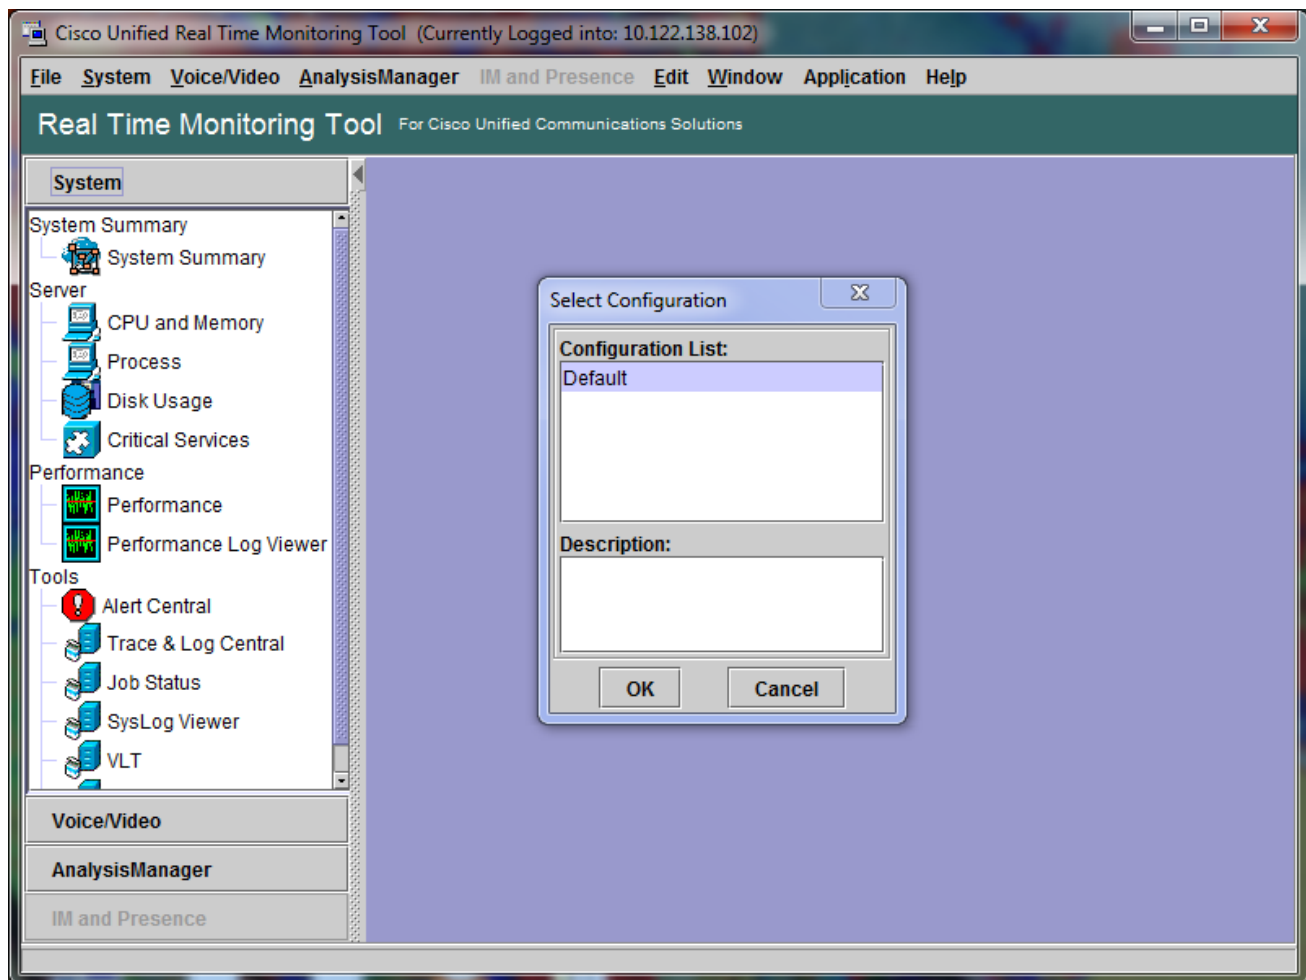 Cisco Unified Real Time Monitoring Tool (Currently Logged into: 10.122.138.102)
File System Voice/Video AnalysisManager IM and Presence Edit Window Application Help
Real Time Monitoring Tool For Cisco Unified Communications Solutions
System
System Summary
System Summary
Server
CPU and Memory
Process
Disk Usage
Critical Services
Performance
Performance
Performance Log Viewer
Tools
Alert Central
Trace & Log Central
Job Status
SysLog Viewer
VLT
Voice/Video
AnalysisManager
IM and Presence
Select Configuration
Configuration List:
Default
Description:
OK Cancel